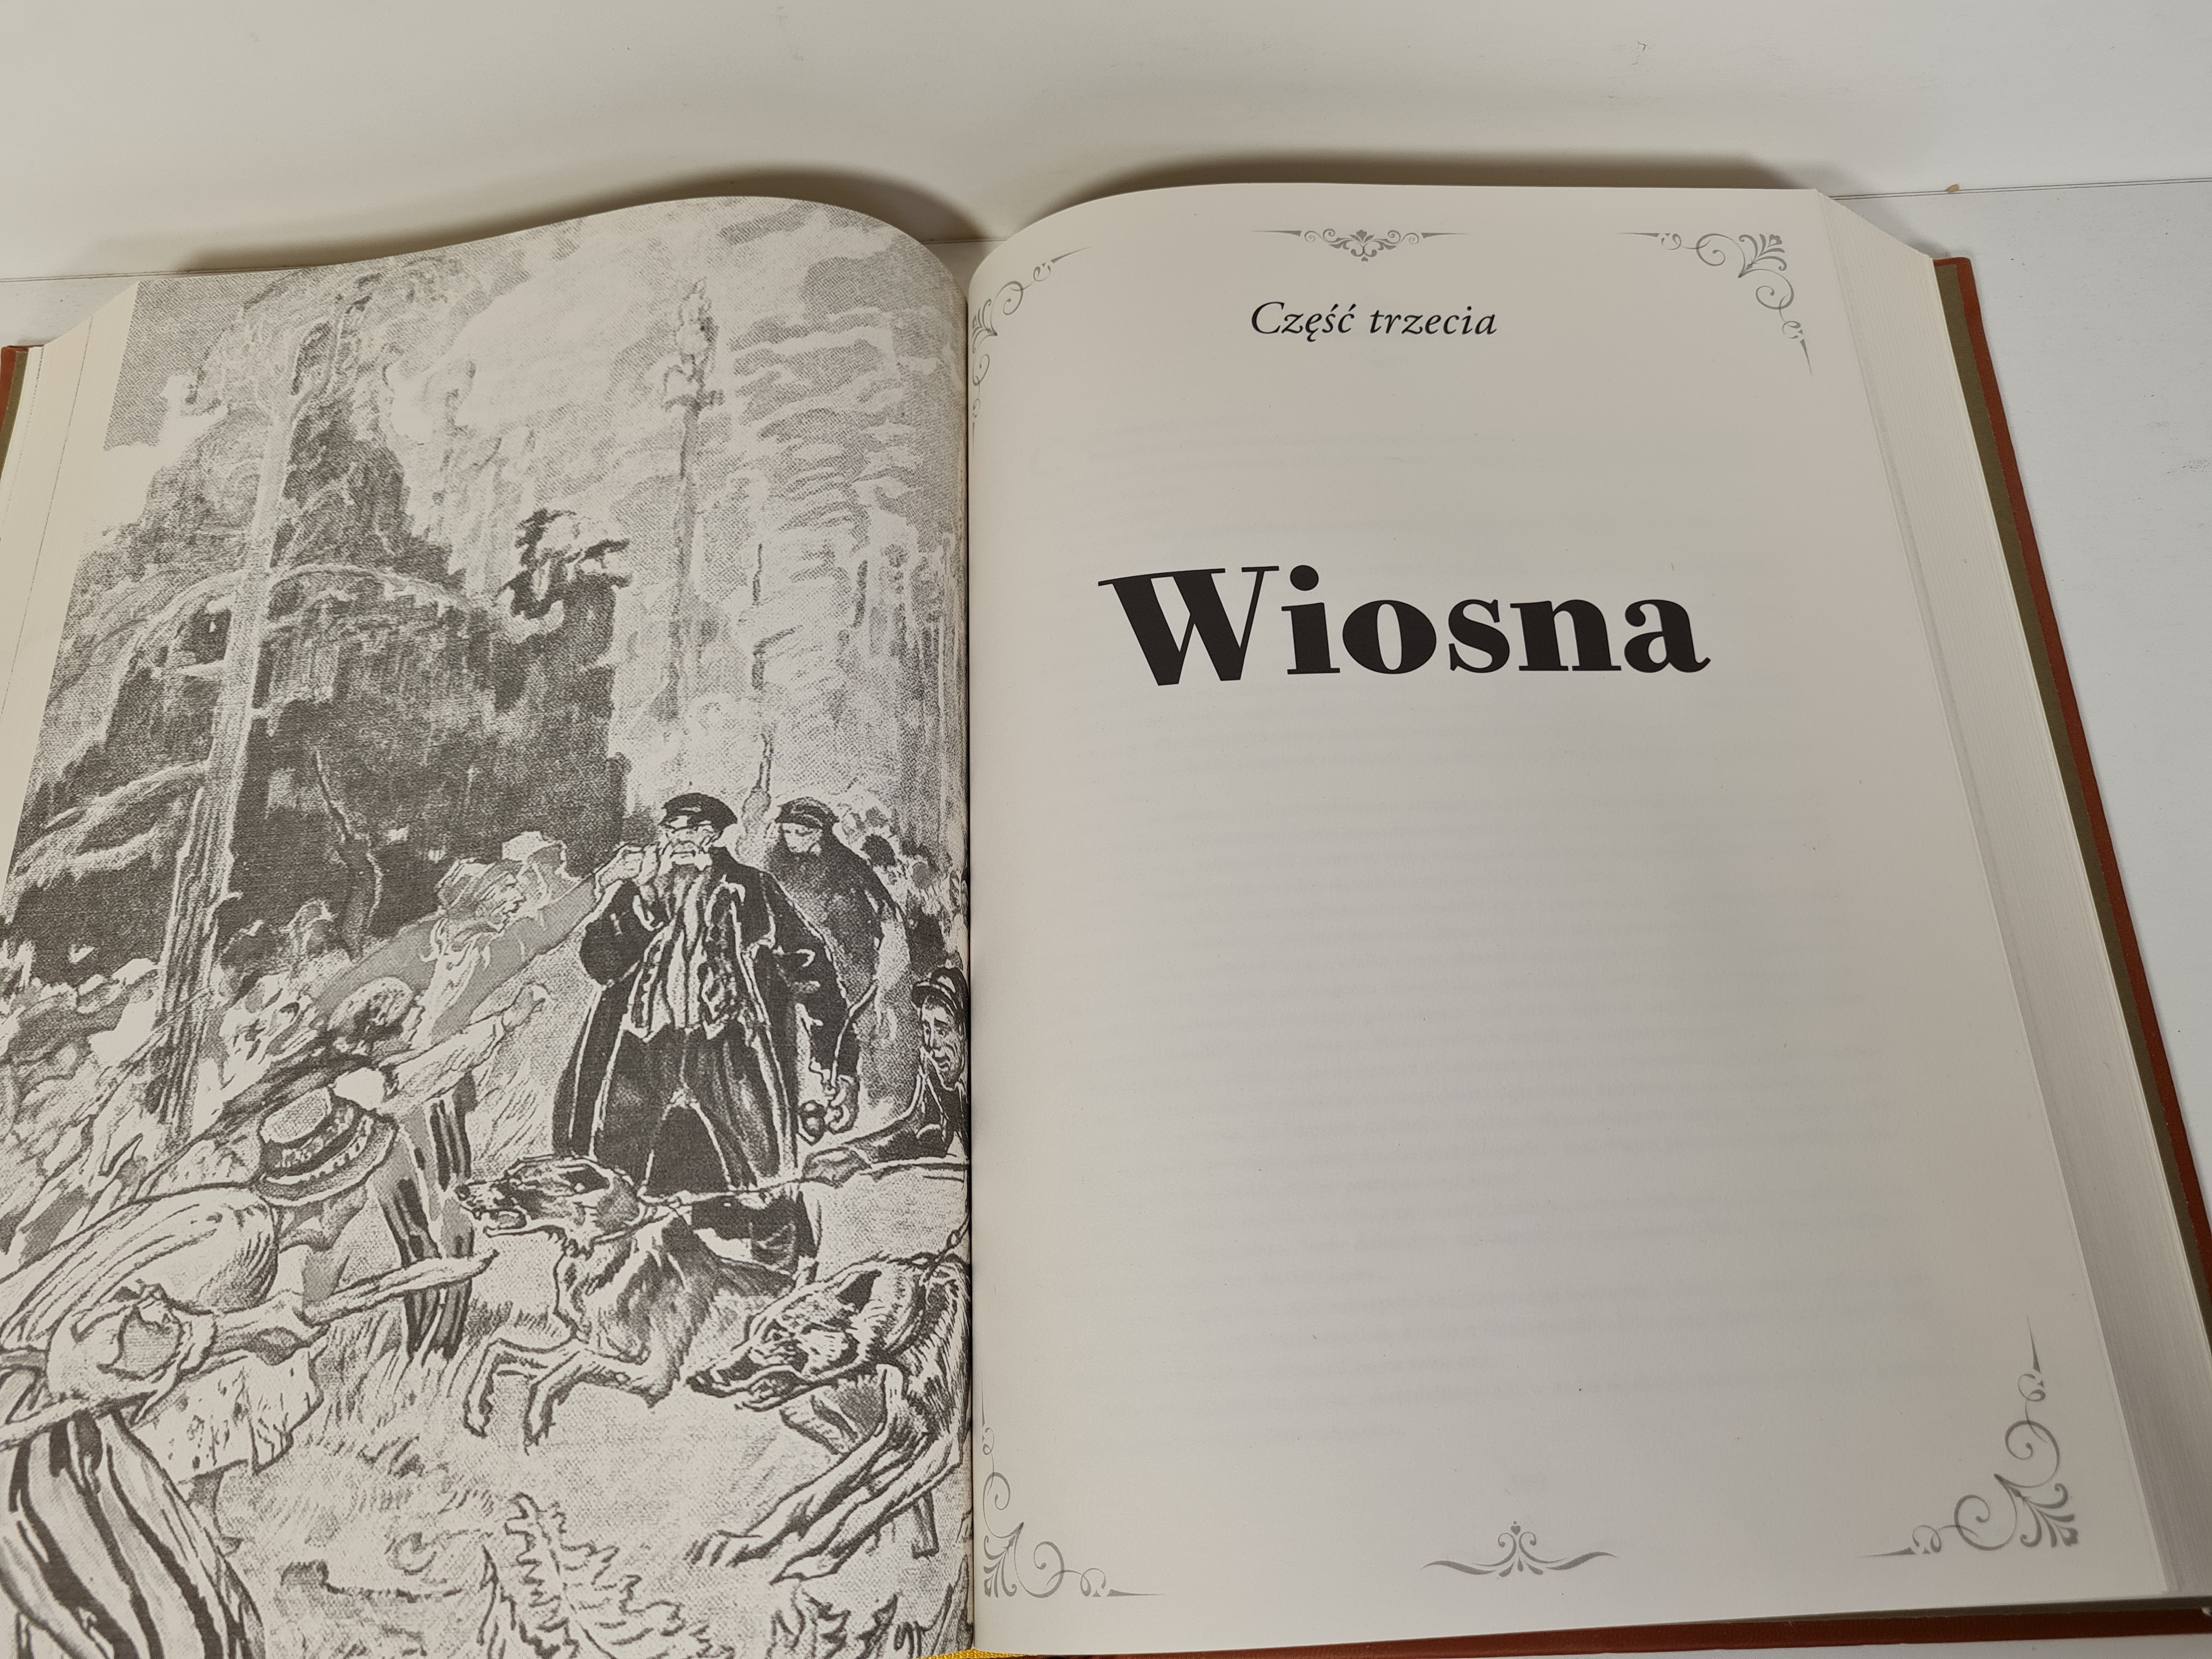 Część trzecia
Wiosna